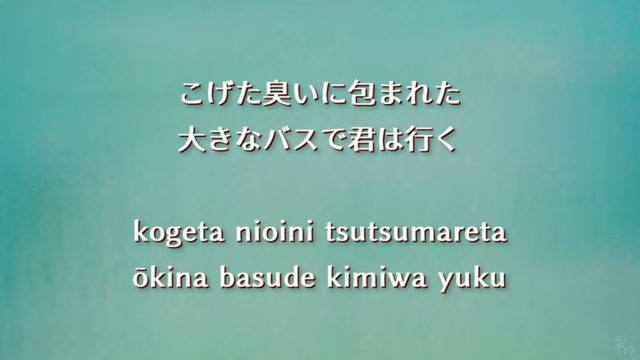 こげた臭いに包まれた
大きなバスで君は行く
kogeta nioini tsutsumareta
ōkina basude kimiwa yuku